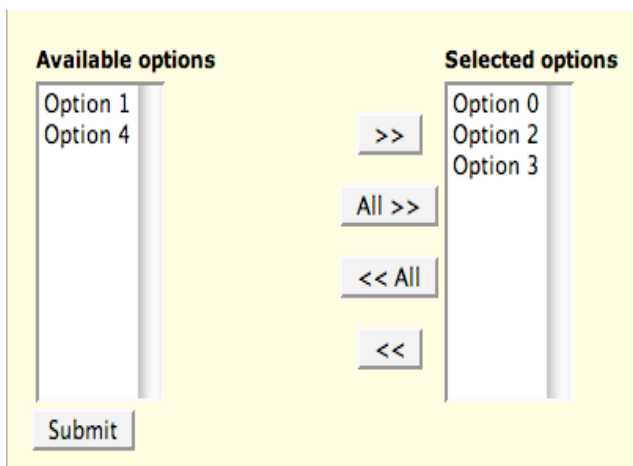 Available options
Option 1
Option 4
>>
All >>
<< All
<<
Selected options
Option 0
Option 2
Option 3
Submit